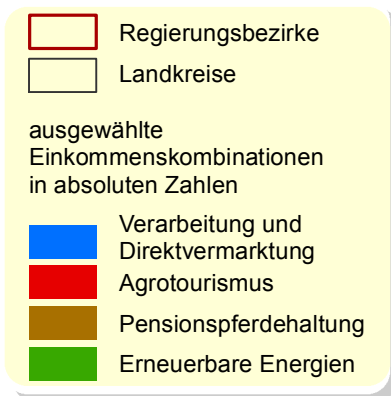 Regierungsbezirke
Landkreise
ausgewählte
Einkommenskombinationen
in absoluten Zahlen
Verarbeitung und
Direktvermarktung
Agrotourismus
Pensionspferdehaltung
Erneuerbare Energien